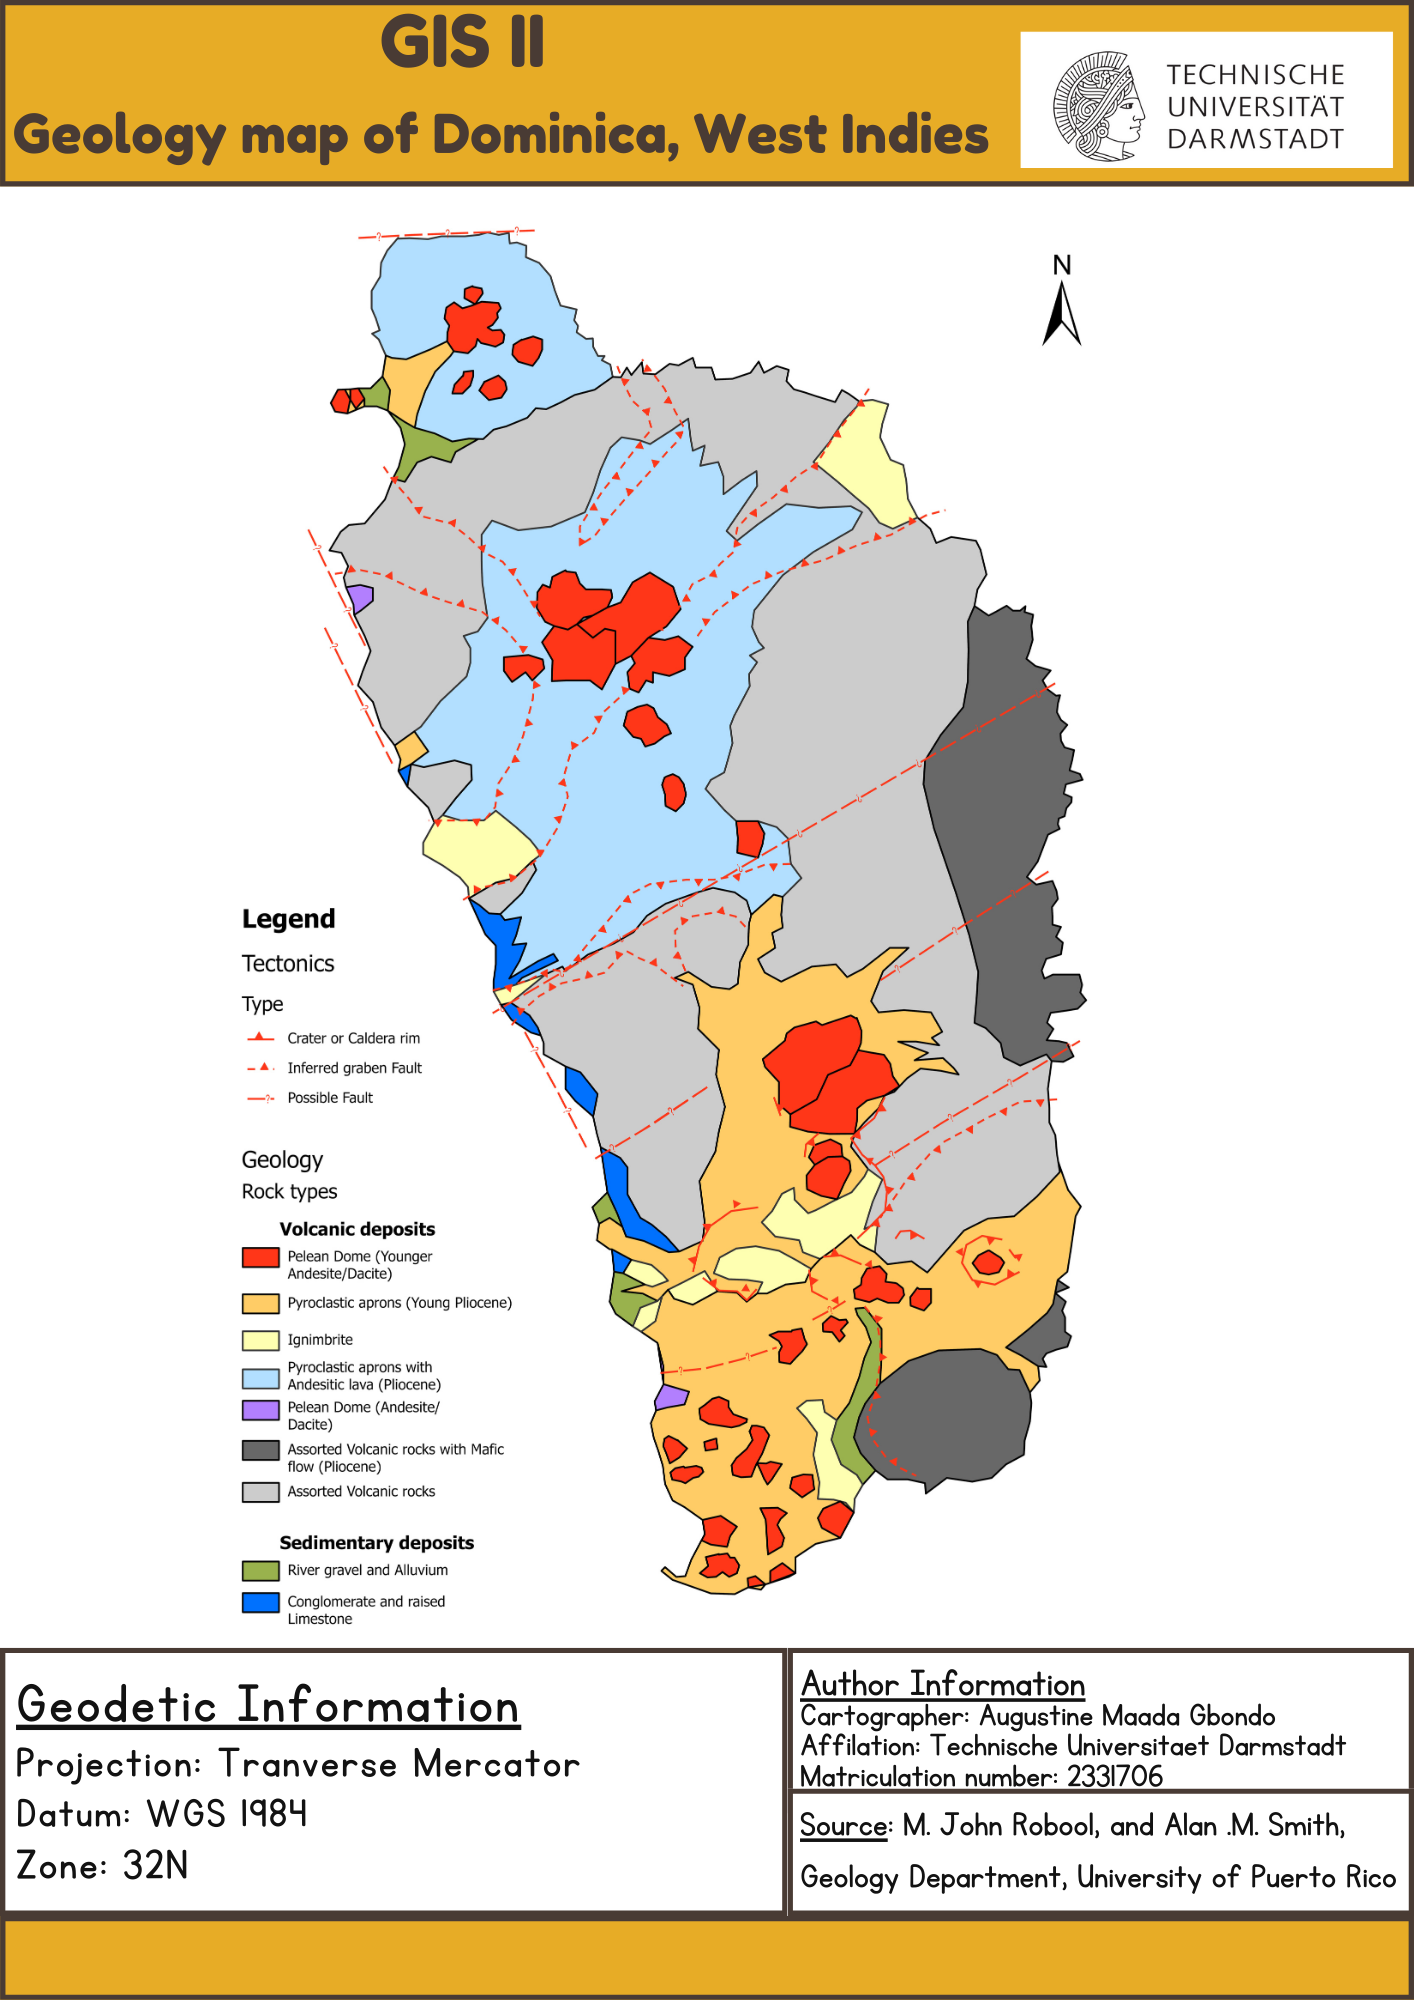 GIS II
Geology map of Dominica, West Indies
TECHNISCHE
UNIVERSITÄT
DARMSTADT
N
Legend
Tectonics
Type
Crater or Caldera rim
Inferred graben Fault
Possible Fault
Geology
Rock types
Volcanic deposits
Pelean Dome (Younger
Andesite/Dacite)
Pyroclastic aprons (Young Pliocene)
Ignimbrite
Pyroclastic aprons with
Andesitic lava (Pliocene)
Pelean Dome (Andesite/
Dacite)
Assorted Volcanic rocks with Mafic
flow (Pliocene)
Assorted Volcanic rocks
Sedimentary deposits
River gravel and Alluvium
Conglomerate and raised
Limestone
Geodetic Information
Projection: Tranverse Mercator
Datum: WGS 1984
Zone: 32N
Author Information
Cartographer: Augustine Maada Gbondo
Affilation: Technische Universitaet Darmstadt
Matriculation number: 2331706
Source: M. John Robool, and Alan .M. Smith,
Geology Department, University of Puerto Rico